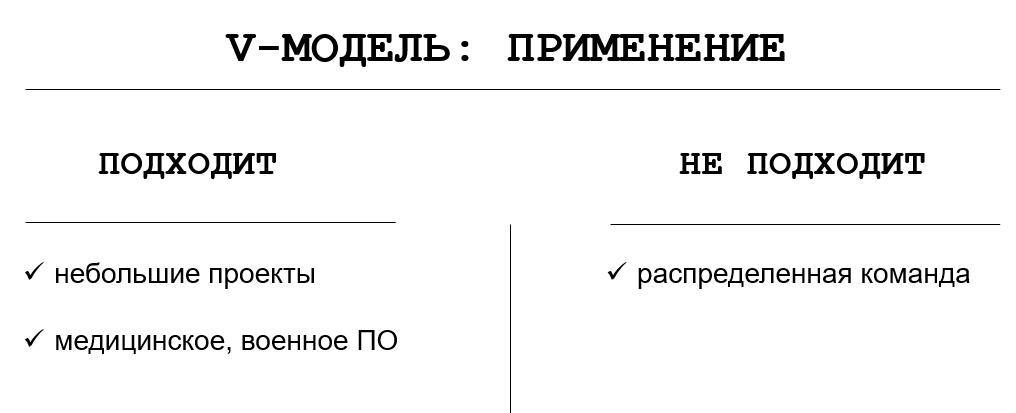 V-МОДЕЛЬ: ПРИМЕНЕНИЕ
ПОДХОДИТ
✓ небольшие проекты
✓ медицинское, военное ПО
НЕ ПОДХОДИТ
✓ распределенная команда